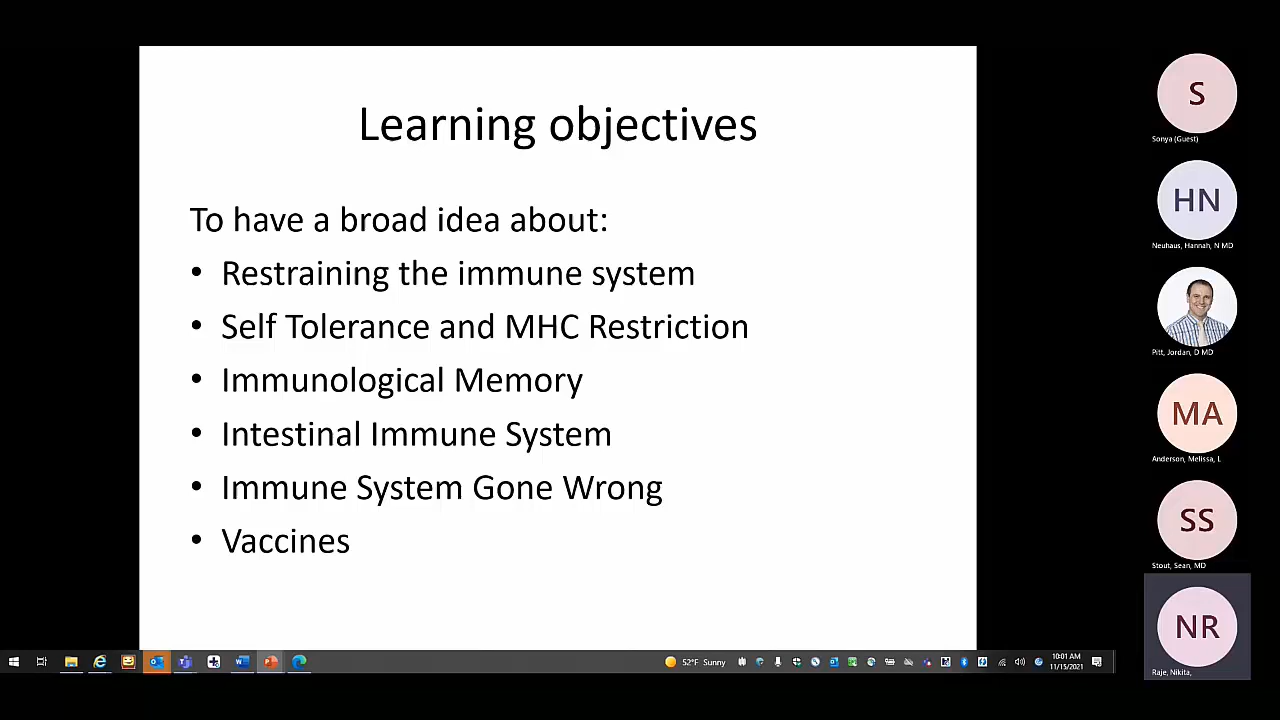 Learning objectives
To have a broad idea about:
• Restraining the immune system
• Self Tolerance and MHC Restriction
• Immunological Memory
• Intestinal Immune System
• Immune System Gone Wrong
• Vaccines
S
Sonya (Guest)
HN
Neuhaus, Hannah, N MD
Pitt, Jordan, D MD
MA
Anderson, Melissa, L
SS
Stout, Sean, MD
NR
Raje, Nikita,
52°F Sunny
10:01 AM
11/15/2021